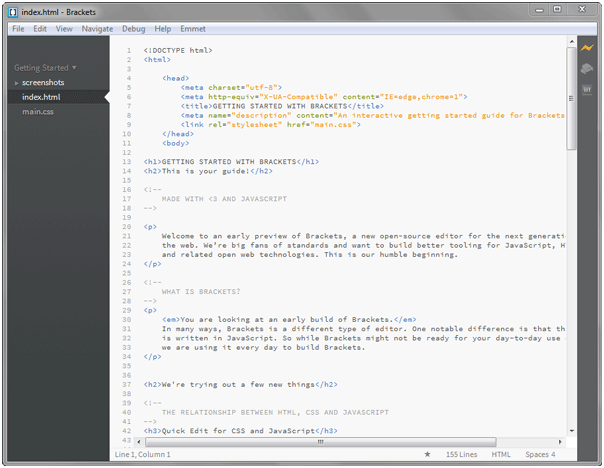 index.html - Brackets
File Edit View Navigate Debug Help Emmet
Getting Started
screenshots
index.html
main.css
1 <!DOCTYPE html>
2 <html>
3
4 <head>
5 <meta charset="utf-8">
6 <meta http-equiv="X-UA-Compatible" content="IE=edge,chrome=1">
7 <title>GETTING STARTED WITH BRACKETS</title>
8 <meta name="description" content="An interactive getting started guide for Brackets
9 <link rel="stylesheet" href="main.css">
10 </head>
11 <body>
12
13 <h1>GETTING STARTED WITH BRACKETS</h1>
14 <h2>This is your guide!</h2>
15
16 <!--
17 MADE WITH <3 AND JAVASCRIPT
18 -->
19
20 <p>
21 Welcome to an early preview of Brackets, a new open-source editor for the next generati
22 the web. We're big fans of standards and want to build better tooling for JavaScript, H
23 and related open web technologies. This is our humble beginning.
24 </p>
25
26 <!--
27 WHAT IS BRACKETS?
28 -->
29 <p>
30 <em>You are looking at an early build of Brackets.</em>
31 In many ways, Brackets is a different type of editor. One notable difference is that th
32 is written in JavaScript. So while Brackets might not be ready for your day-to-day use
33 we are using it every day to build Brackets.
34 </p>
35
36
37 <h2>We're trying out a few new things</h2>
38
39 <!--
40 THE RELATIONSHIP BETWEEN HTML, CSS AND JAVASCRIPT
41 -->
42 <h3>Quick Edit for CSS and JavaScript</h3>
43
Line 1, Column 1
155 Lines HTML Spaces 4